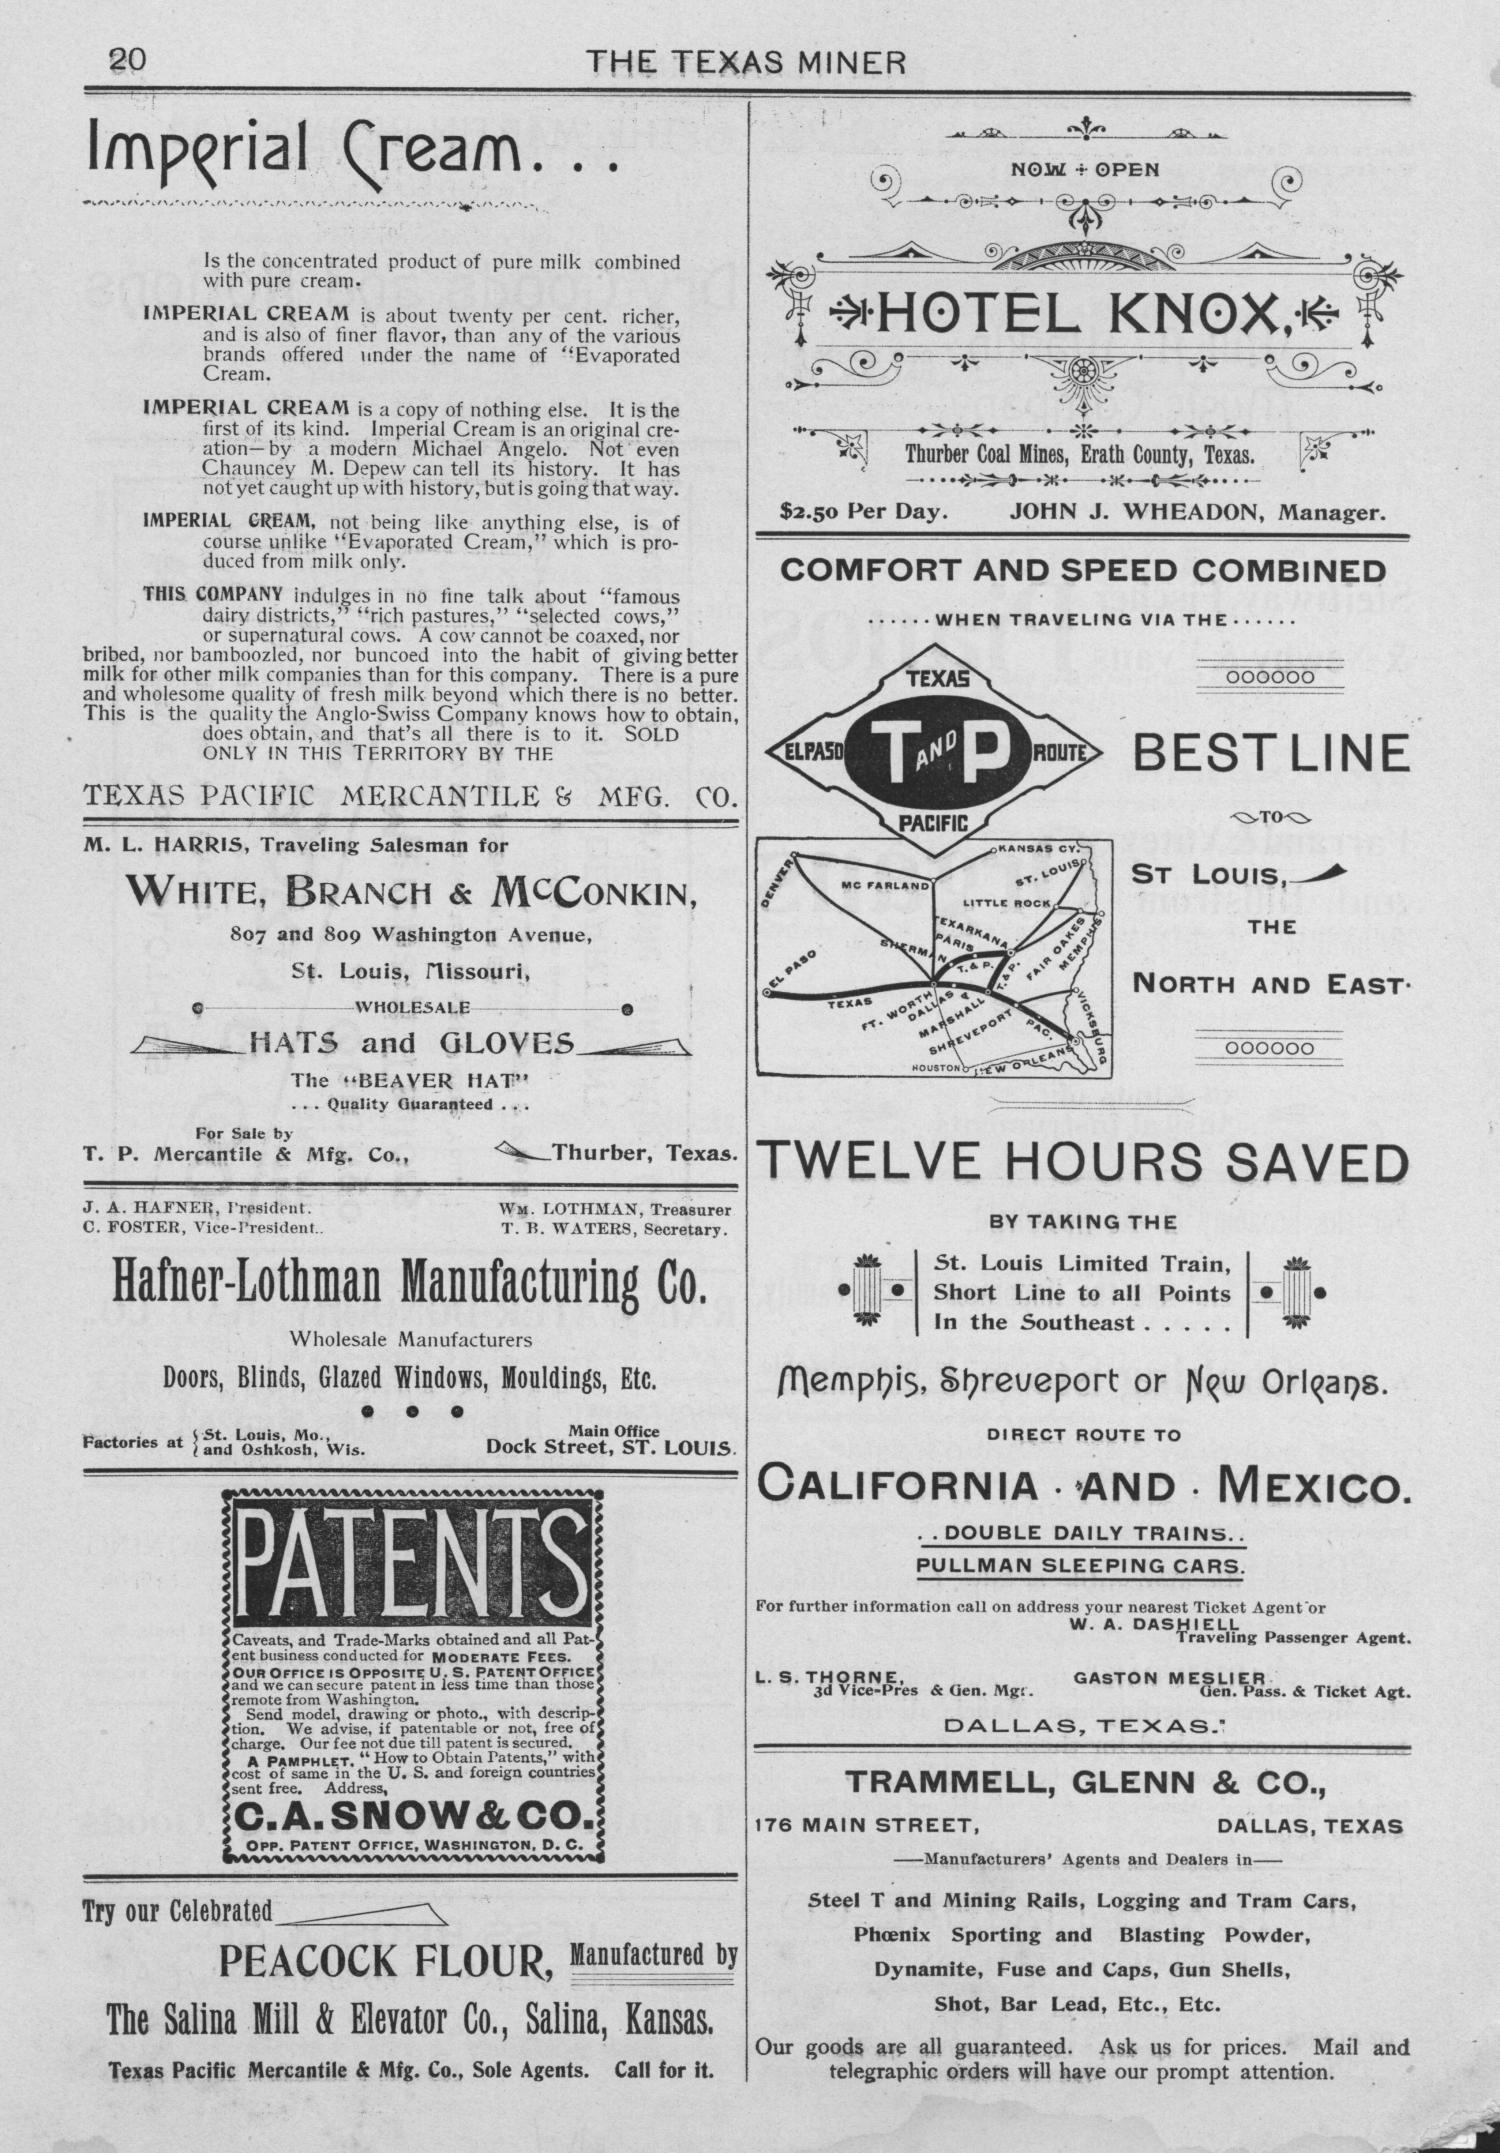 20
THE TEXAS MINER
Imperial Cream. . .
Is the concentrated product of pure milk combined
with pure cream.
IMPERIAL CREAM is about twenty per cent. richer,
and is also of finer flavor, than any of the various
brands offered under the name of "Evaporated
Cream.
IMPERIAL CREAM is a copy of nothing else. It is the
first of its kind. Imperial Cream is an original cre-
ation—by a modern Michael Angelo. Not even
Chauncey M. Depew can tell its history. It has
not yet caught up with history, but is going that way.
IMPERIAL CREAM, not being like anything else, is of
course unlike "Evaporated Cream," which is pro-
duced from milk only.
THIS COMPANY indulges in no fine talk about "famous
dairy districts," "rich pastures," "selected cows,"
or supernatural cows. A cow cannot be coaxed, nor
bribed, nor bamboozled, nor buncoed into the habit of giving better
milk for other milk companies than for this company. There is a pure
and wholesome quality of fresh milk beyond which there is no better.
This is the quality the Anglo-Swiss Company knows how to obtain,
does obtain, and that's all there is to it. SOLD
ONLY IN THIS TERRITORY BY THE
TEXAS PACIFIC MERCANTILE & MFG. CO.
M. L. HARRIS, Traveling Salesman for
WHITE, BRANCH & McCONKIN,
807 and 809 Washington Avenue,
St. Louis, Missouri,
WHOLESALE
HATS and GLOVES
The "BEAVER HAT"
. . . Quality Guaranteed . . .
For Sale by
T. P. Mercantile & Mfg. Co., Thurber, Texas.
J. A. HAFNER, President. WM. LOTHMAN, Treasurer
C. FOSTER, Vice-President.. T. B. WATERS, Secretary.
Hafner-Lothman Manufacturing Co.
Wholesale Manufacturers
Doors, Blinds, Glazed Windows, Mouldings, Etc.
Factories at { St. Louis, Mo., and Oshkosh, Wis.
Main Office
Dock Street, ST. LOUIS.
PATENTS
Caveats, and Trade-Marks obtained and all Pat-
ent business conducted for MODERATE FEES.
OUR OFFICE IS OPPOSITE U. S. PATENT OFFICE
and we can secure patent in less time than those
remote from Washington.
Send model, drawing or photo., with descrip-
tion. We advise, if patentable or not, free of
charge. Our fee not due till patent is secured.
A PAMPHLET, "How to Obtain Patents," with
cost of same in the U. S. and foreign countries
sent free. Address,
C. A. SNOW & CO.
OPP. PATENT OFFICE, WASHINGTON, D. C.
Try our Celebrated
PEACOCK FLOUR, Manufactured by
The Salina Mill & Elevator Co., Salina, Kansas.
Texas Pacific Mercantile & Mfg. Co., Sole Agents. Call for it.
NOW + OPEN
HOTEL KNOX,
Thurber Coal Mines, Erath County, Texas.
$2.50 Per Day. JOHN J. WHEADON, Manager.
COMFORT AND SPEED COMBINED
......WHEN TRAVELING VIA THE......
TEXAS
EL PASO T AND P ROUTE
PACIFIC
oooooo
BEST LINE
TO
ST LOUIS,
THE
NORTH AND EAST.
oooooo
KANSAS CY.
DENVER
MC FARLAND
ST. LOUIS
LITTLE ROCK
TEXARKANA
PARIS
SHERMAN
T. & P.
T. & P.
FAIR OAKES
MEMPHIS
EL PASO
TEXAS
FT. WORTH
DALLAS
MARSHALL
SHREVEPORT
PAC.
VICKSBURG
HOUSTON
NEW ORLEANS
TWELVE HOURS SAVED
BY TAKING THE
St. Louis Limited Train,
Short Line to all Points
In the Southeast . . . . .
Memphis, Shreveport or New Orleans.
DIRECT ROUTE TO
CALIFORNIA · AND · MEXICO.
. . DOUBLE DAILY TRAINS. .
PULLMAN SLEEPING CARS.
For further information call on address your nearest Ticket Agent or
W. A. DASHIELL
Traveling Passenger Agent.
L. S. THORNE, GASTON MESLIER
3d Vice-Pres & Gen. Mgr. Gen. Pass. & Ticket Agt.
DALLAS, TEXAS.
TRAMMELL, GLENN & CO.,
176 MAIN STREET, DALLAS, TEXAS
——Manufacturers' Agents and Dealers in——
Steel T and Mining Rails, Logging and Tram Cars,
Phœnix Sporting and Blasting Powder,
Dynamite, Fuse and Caps, Gun Shells,
Shot, Bar Lead, Etc., Etc.
Our goods are all guaranteed. Ask us for prices. Mail and
telegraphic orders will have our prompt attention.